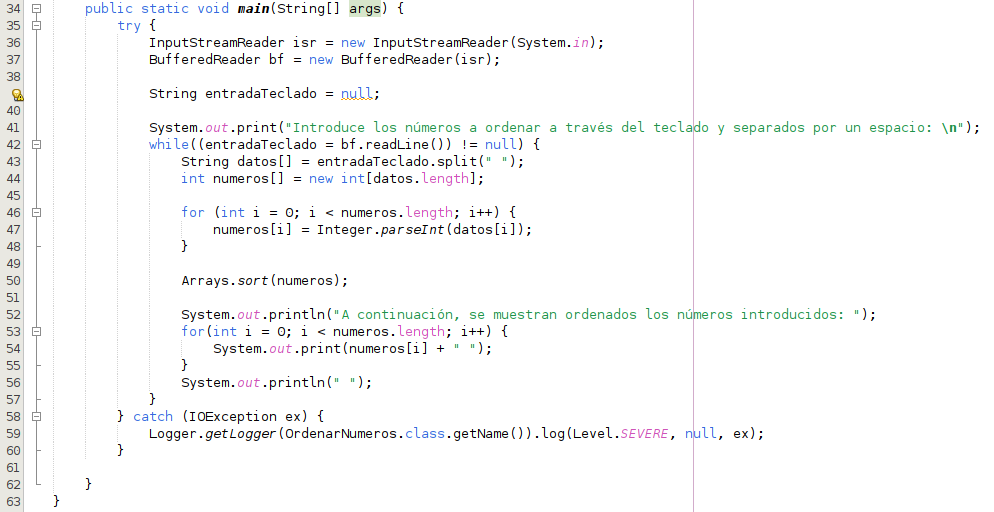 34 public static void main(String[] args) {
35 try {
36 InputStreamReader isr = new InputStreamReader(System.in);
37 BufferedReader bf = new BufferedReader(isr);
38
String entradaTeclado = null;
40
41 System.out.print("Introduce los números a ordenar a través del teclado y separados por un espacio: \n");
42 while((entradaTeclado = bf.readLine()) != null) {
43 String datos[] = entradaTeclado.split(" ");
44 int numeros[] = new int[datos.length];
45
46 for (int i = 0; i < numeros.length; i++) {
47 numeros[i] = Integer.parseInt(datos[i]);
48 }
49
50 Arrays.sort(numeros);
51
52 System.out.println("A continuación, se muestran ordenados los números introducidos: ");
53 for(int i = 0; i < numeros.length; i++) {
54 System.out.print(numeros[i] + " ");
55 }
56 System.out.println(" ");
57 }
58 } catch (IOException ex) {
59 Logger.getLogger(OrdenarNumeros.class.getName()).log(Level.SEVERE, null, ex);
60 }
61
62 }
63 }